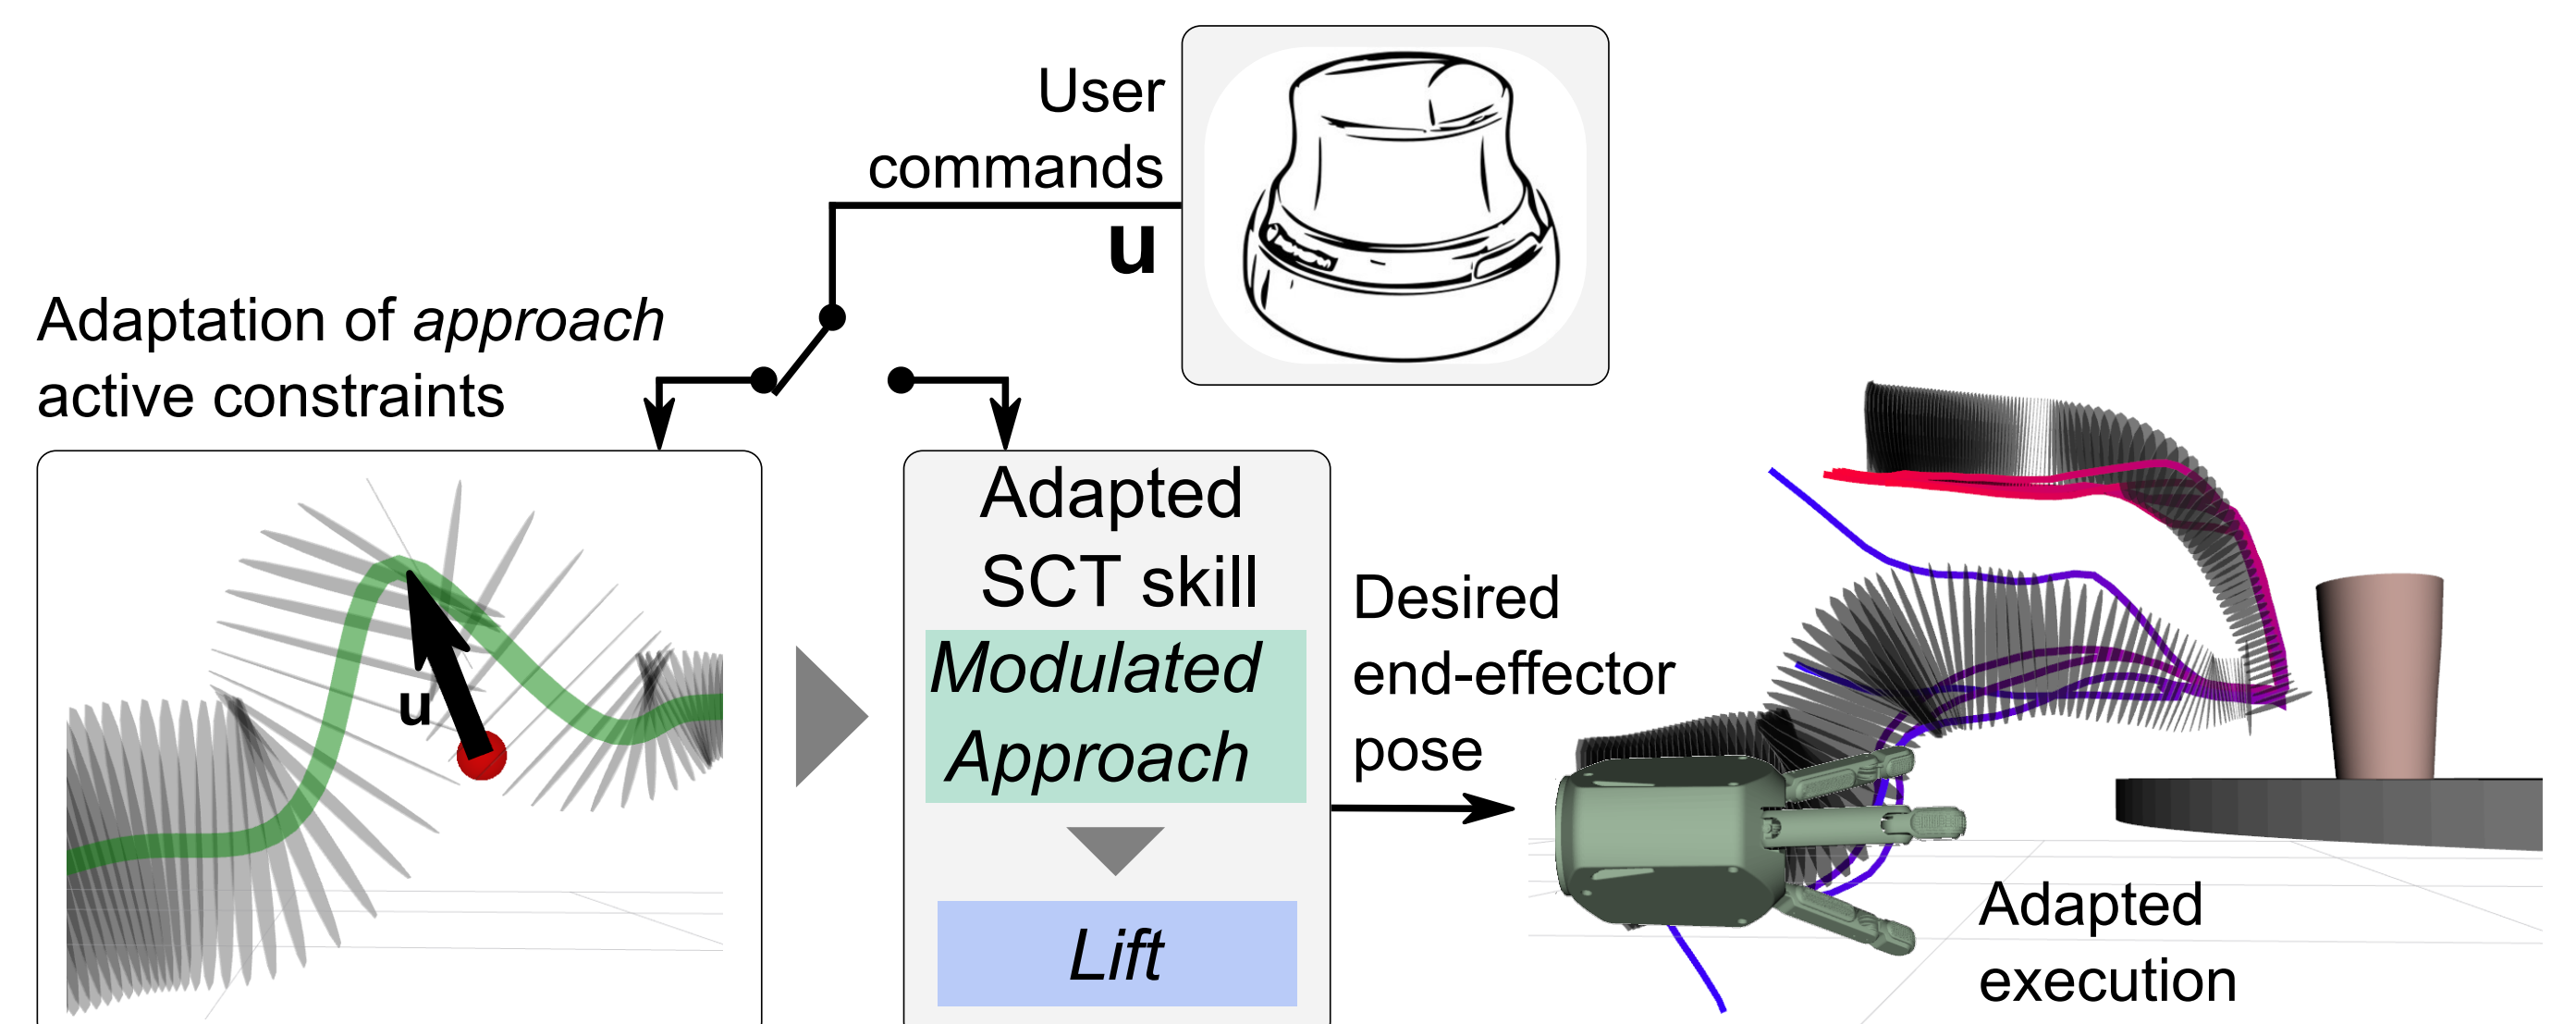 User
commands
u
Adaptation of approach
active constraints
u
Adapted
SCT skill
Modulated
Approach
Lift
Desired
end-effector
pose
Adapted
execution